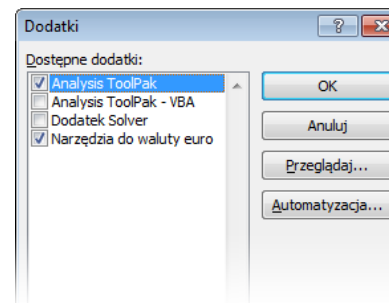 Dodatki
Dostępne dodatki:
Analysis ToolPak
Analysis ToolPak - VBA
Dodatek Solver
Narzędzia do waluty euro
OK
Anuluj
Przeglądaj...
Automatyzacja...